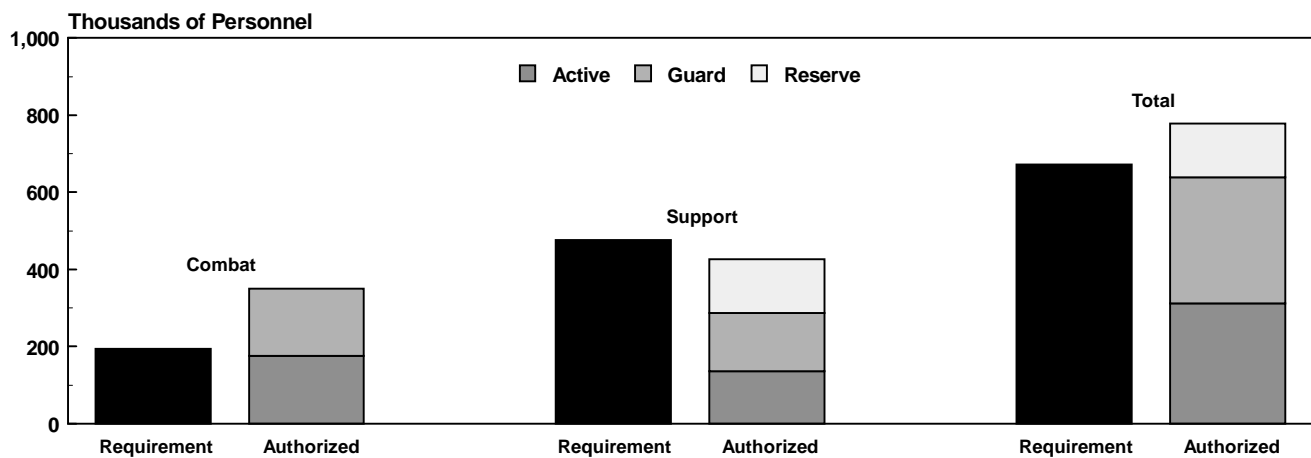 Thousands of Personnel
1,000
Active Guard Reserve
Total
800
600
Support
Combat
400
200
0
Requirement Authorized Requirement Authorized Requirement Authorized